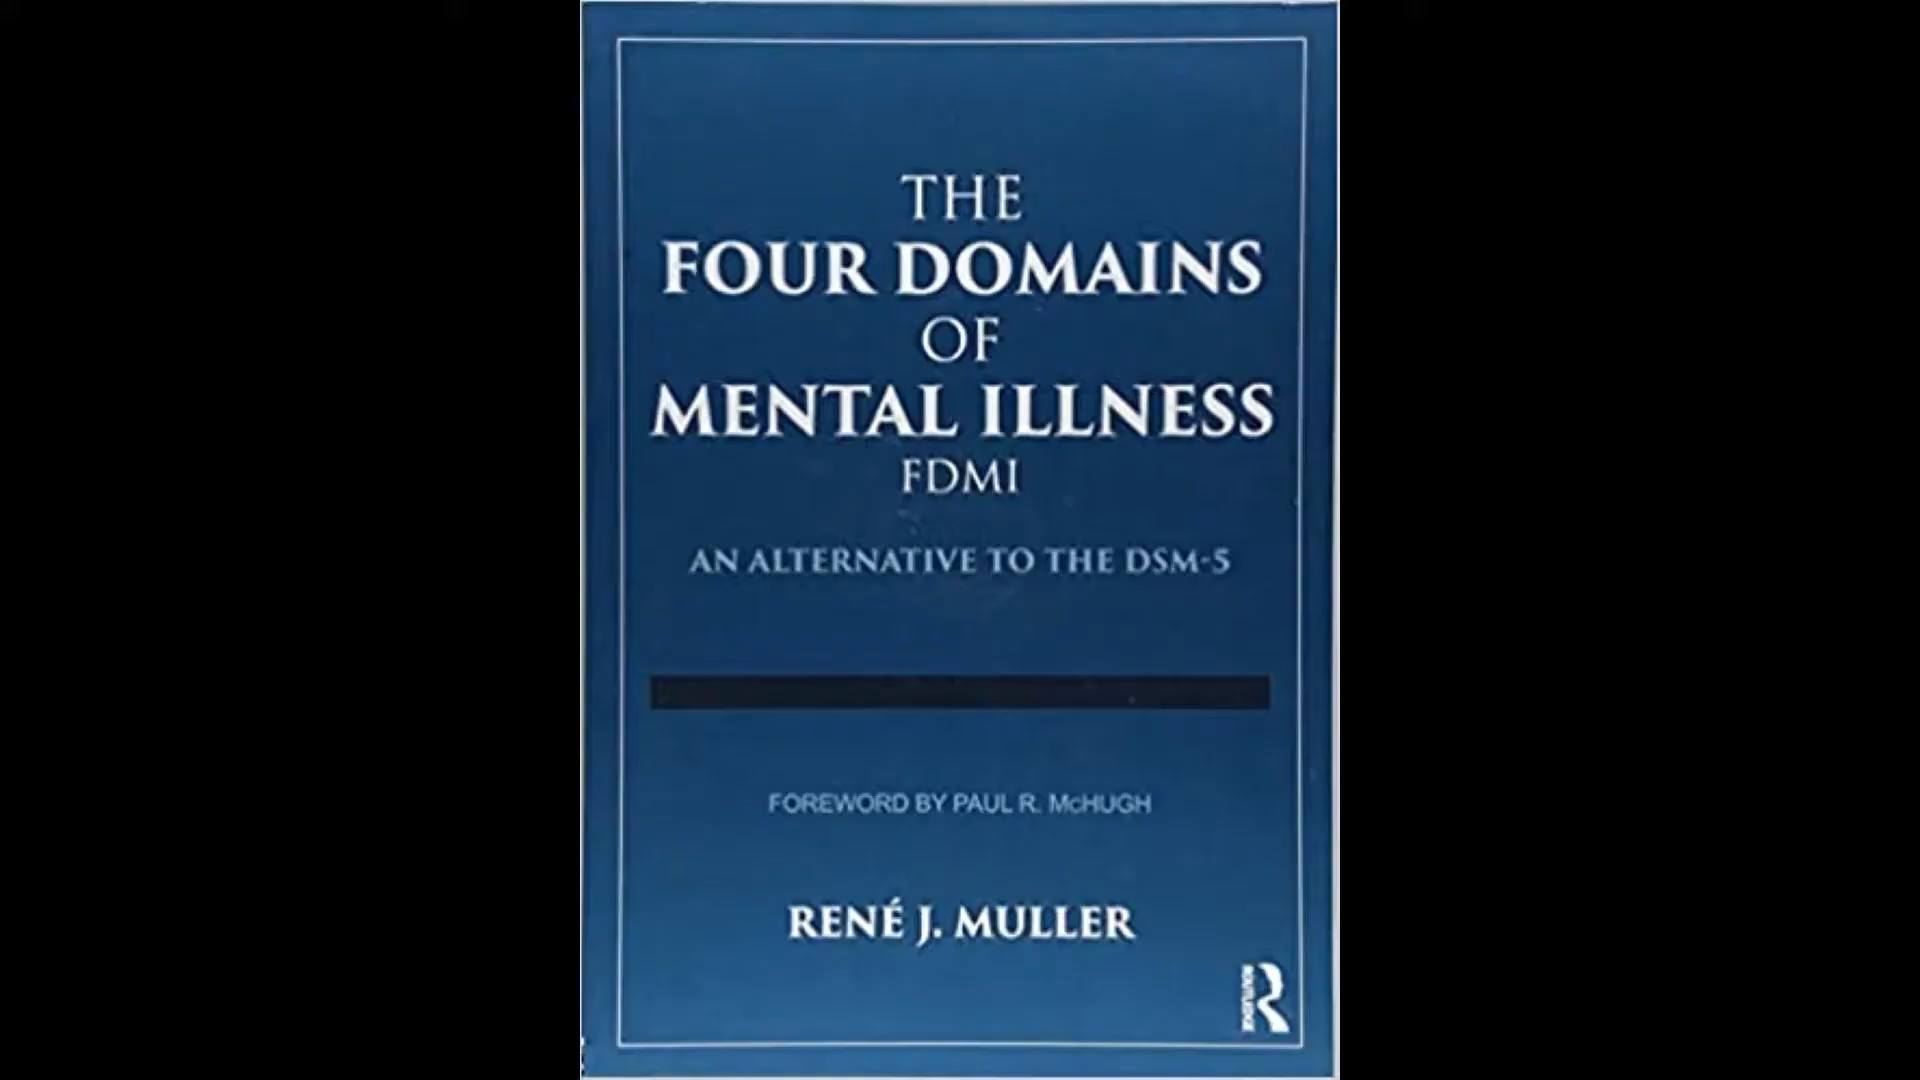 THE
FOUR DOMAINS
OF
MENTAL ILLNESS
FDMI
AN ALTERNATIVE TO THE DSM-5
FOREWORD BY PAUL R. McHUGH
RENÉ J. MULLER
ROUTLEDGE